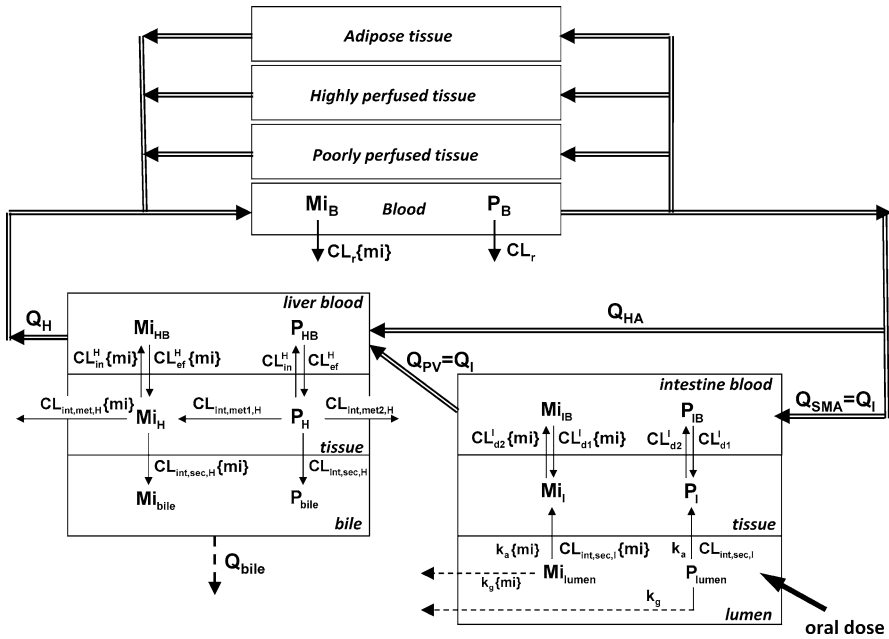 Adipose tissue
Highly perfused tissue
Poorly perfused tissue
Mi_B Blood P_B
CL_r{mi} CL_r
liver blood
Q_H Mi_HB P_HB Q_HA
CL^H_in{mi} CL^H_ef{mi} CL^H_in CL^H_ef
Q_PV=Q_I
CL_int,met,H{mi} Mi_H CL_int,met1,H P_H CL_int,met2,H
tissue
CL_int,sec,H{mi} CL_int,sec,H
Mi_bile P_bile
bile
Q_bile
intestine blood
Q_SMA=Q_I
Mi_IB P_IB
CL^I_d2{mi} CL^I_d1{mi} CL^I_d2 CL^I_d1
Mi_I P_I
tissue
k_a{mi} CL_int,sec,I{mi} k_a CL_int,sec,I
k_g{mi} Mi_lumen P_lumen
k_g
lumen
oral dose